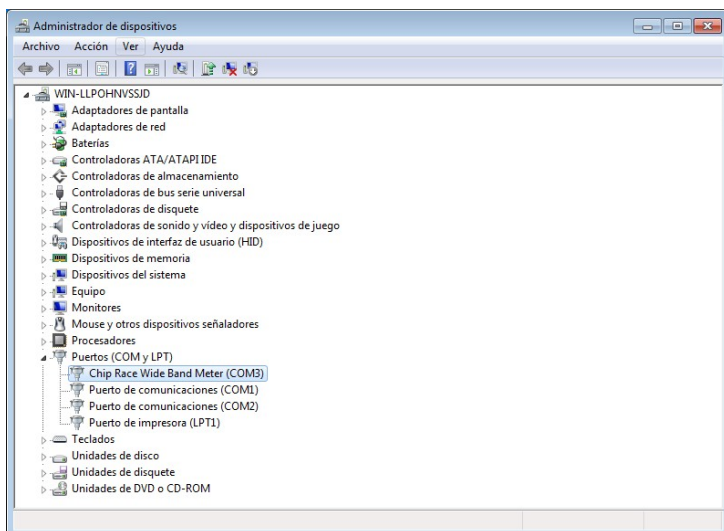 Administrador de dispositivos
Archivo Acción Ver Ayuda
WIN-LLPOHNVSSJD
Adaptadores de pantalla
Adaptadores de red
Baterías
Controladoras ATA/ATAPI IDE
Controladoras de almacenamiento
Controladoras de bus serie universal
Controladoras de disquete
Controladoras de sonido y vídeo y dispositivos de juego
Dispositivos de interfaz de usuario (HID)
Dispositivos de memoria
Dispositivos del sistema
Equipo
Monitores
Mouse y otros dispositivos señaladores
Procesadores
Puertos (COM y LPT)
Chip Race Wide Band Meter (COM3)
Puerto de comunicaciones (COM1)
Puerto de comunicaciones (COM2)
Puerto de impresora (LPT1)
Teclados
Unidades de disco
Unidades de disquete
Unidades de DVD o CD-ROM